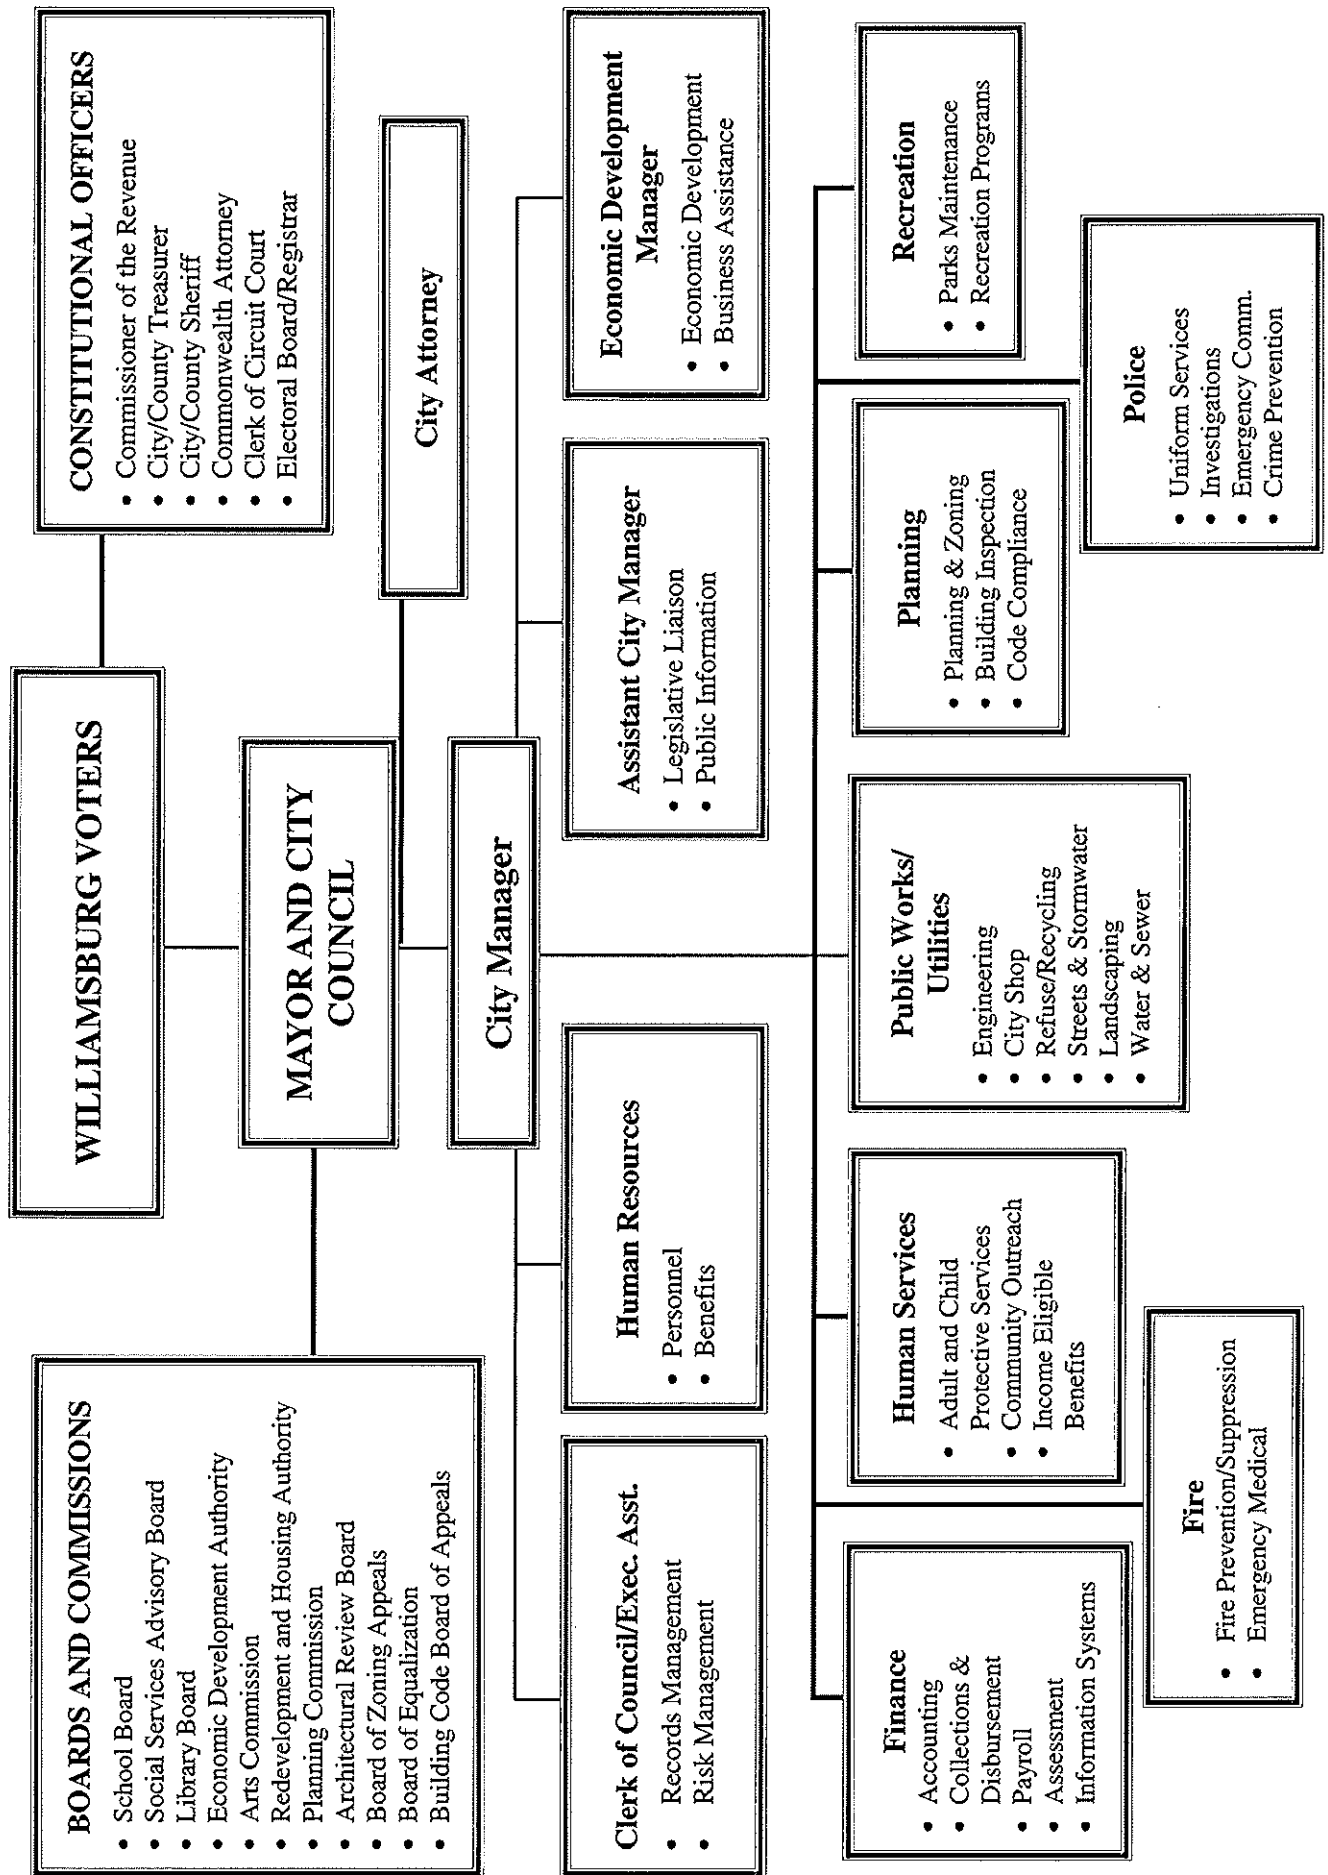 WILLIAMSBURG VOTERS
CONSTITUTIONAL OFFICERS
• Commissioner of the Revenue
• City/County Treasurer
• City/County Sheriff
• Commonwealth Attorney
• Clerk of Circuit Court
• Electoral Board/Registrar
BOARDS AND COMMISSIONS
• School Board
• Social Services Advisory Board
• Library Board
• Economic Development Authority
• Arts Commission
• Redevelopment and Housing Authority
• Planning Commission
• Architectural Review Board
• Board of Zoning Appeals
• Board of Equalization
• Building Code Board of Appeals
MAYOR AND CITY
COUNCIL
City Attorney
City Manager
Clerk of Council/Exec. Asst.
• Records Management
• Risk Management
Human Resources
• Personnel
• Benefits
Assistant City Manager
• Legislative Liaison
• Public Information
Economic Development
Manager
• Economic Development
• Business Assistance
Finance
• Accounting
• Collections &
Disbursement
• Payroll
• Assessment
• Information Systems
Human Services
• Adult and Child
Protective Services
• Community Outreach
• Income Eligible
Benefits
Public Works/
Utilities
• Engineering
• City Shop
• Refuse/Recycling
• Streets & Stormwater
• Landscaping
• Water & Sewer
Planning
• Planning & Zoning
• Building Inspection
• Code Compliance
Recreation
• Parks Maintenance
• Recreation Programs
Fire
• Fire Prevention/Suppression
• Emergency Medical
Police
• Uniform Services
• Investigations
• Emergency Comm.
• Crime Prevention